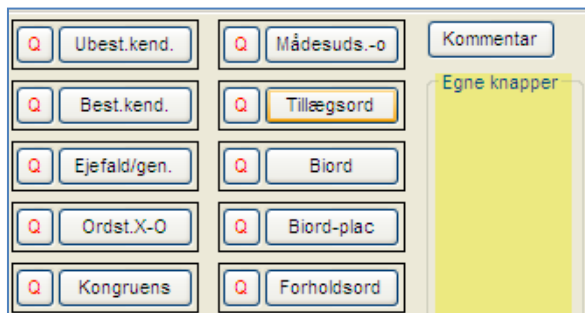 Q Ubest.kend. Q Mådesuds.-o Kommentar
Egne knapper
Q Best.kend. Q Tillægsord
Q Ejefald/gen. Q Biord
Q Ordst.X-O Q Biord-plac
Q Kongruens Q Forholdsord